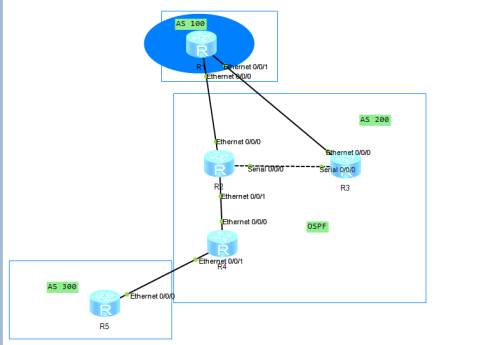 AS 100
R1
Ethernet 0/0/1
Ethernet 0/0/0
AS 200
Ethernet 0/0/0
Ethernet 0/0/0
Serial 0/0/0
Serial 0/0/0
R2
R3
Ethernet 0/0/1
Ethernet 0/0/0
OSPf
Ethernet 0/0/1
R4
AS 300
Ethernet 0/0/0
R5